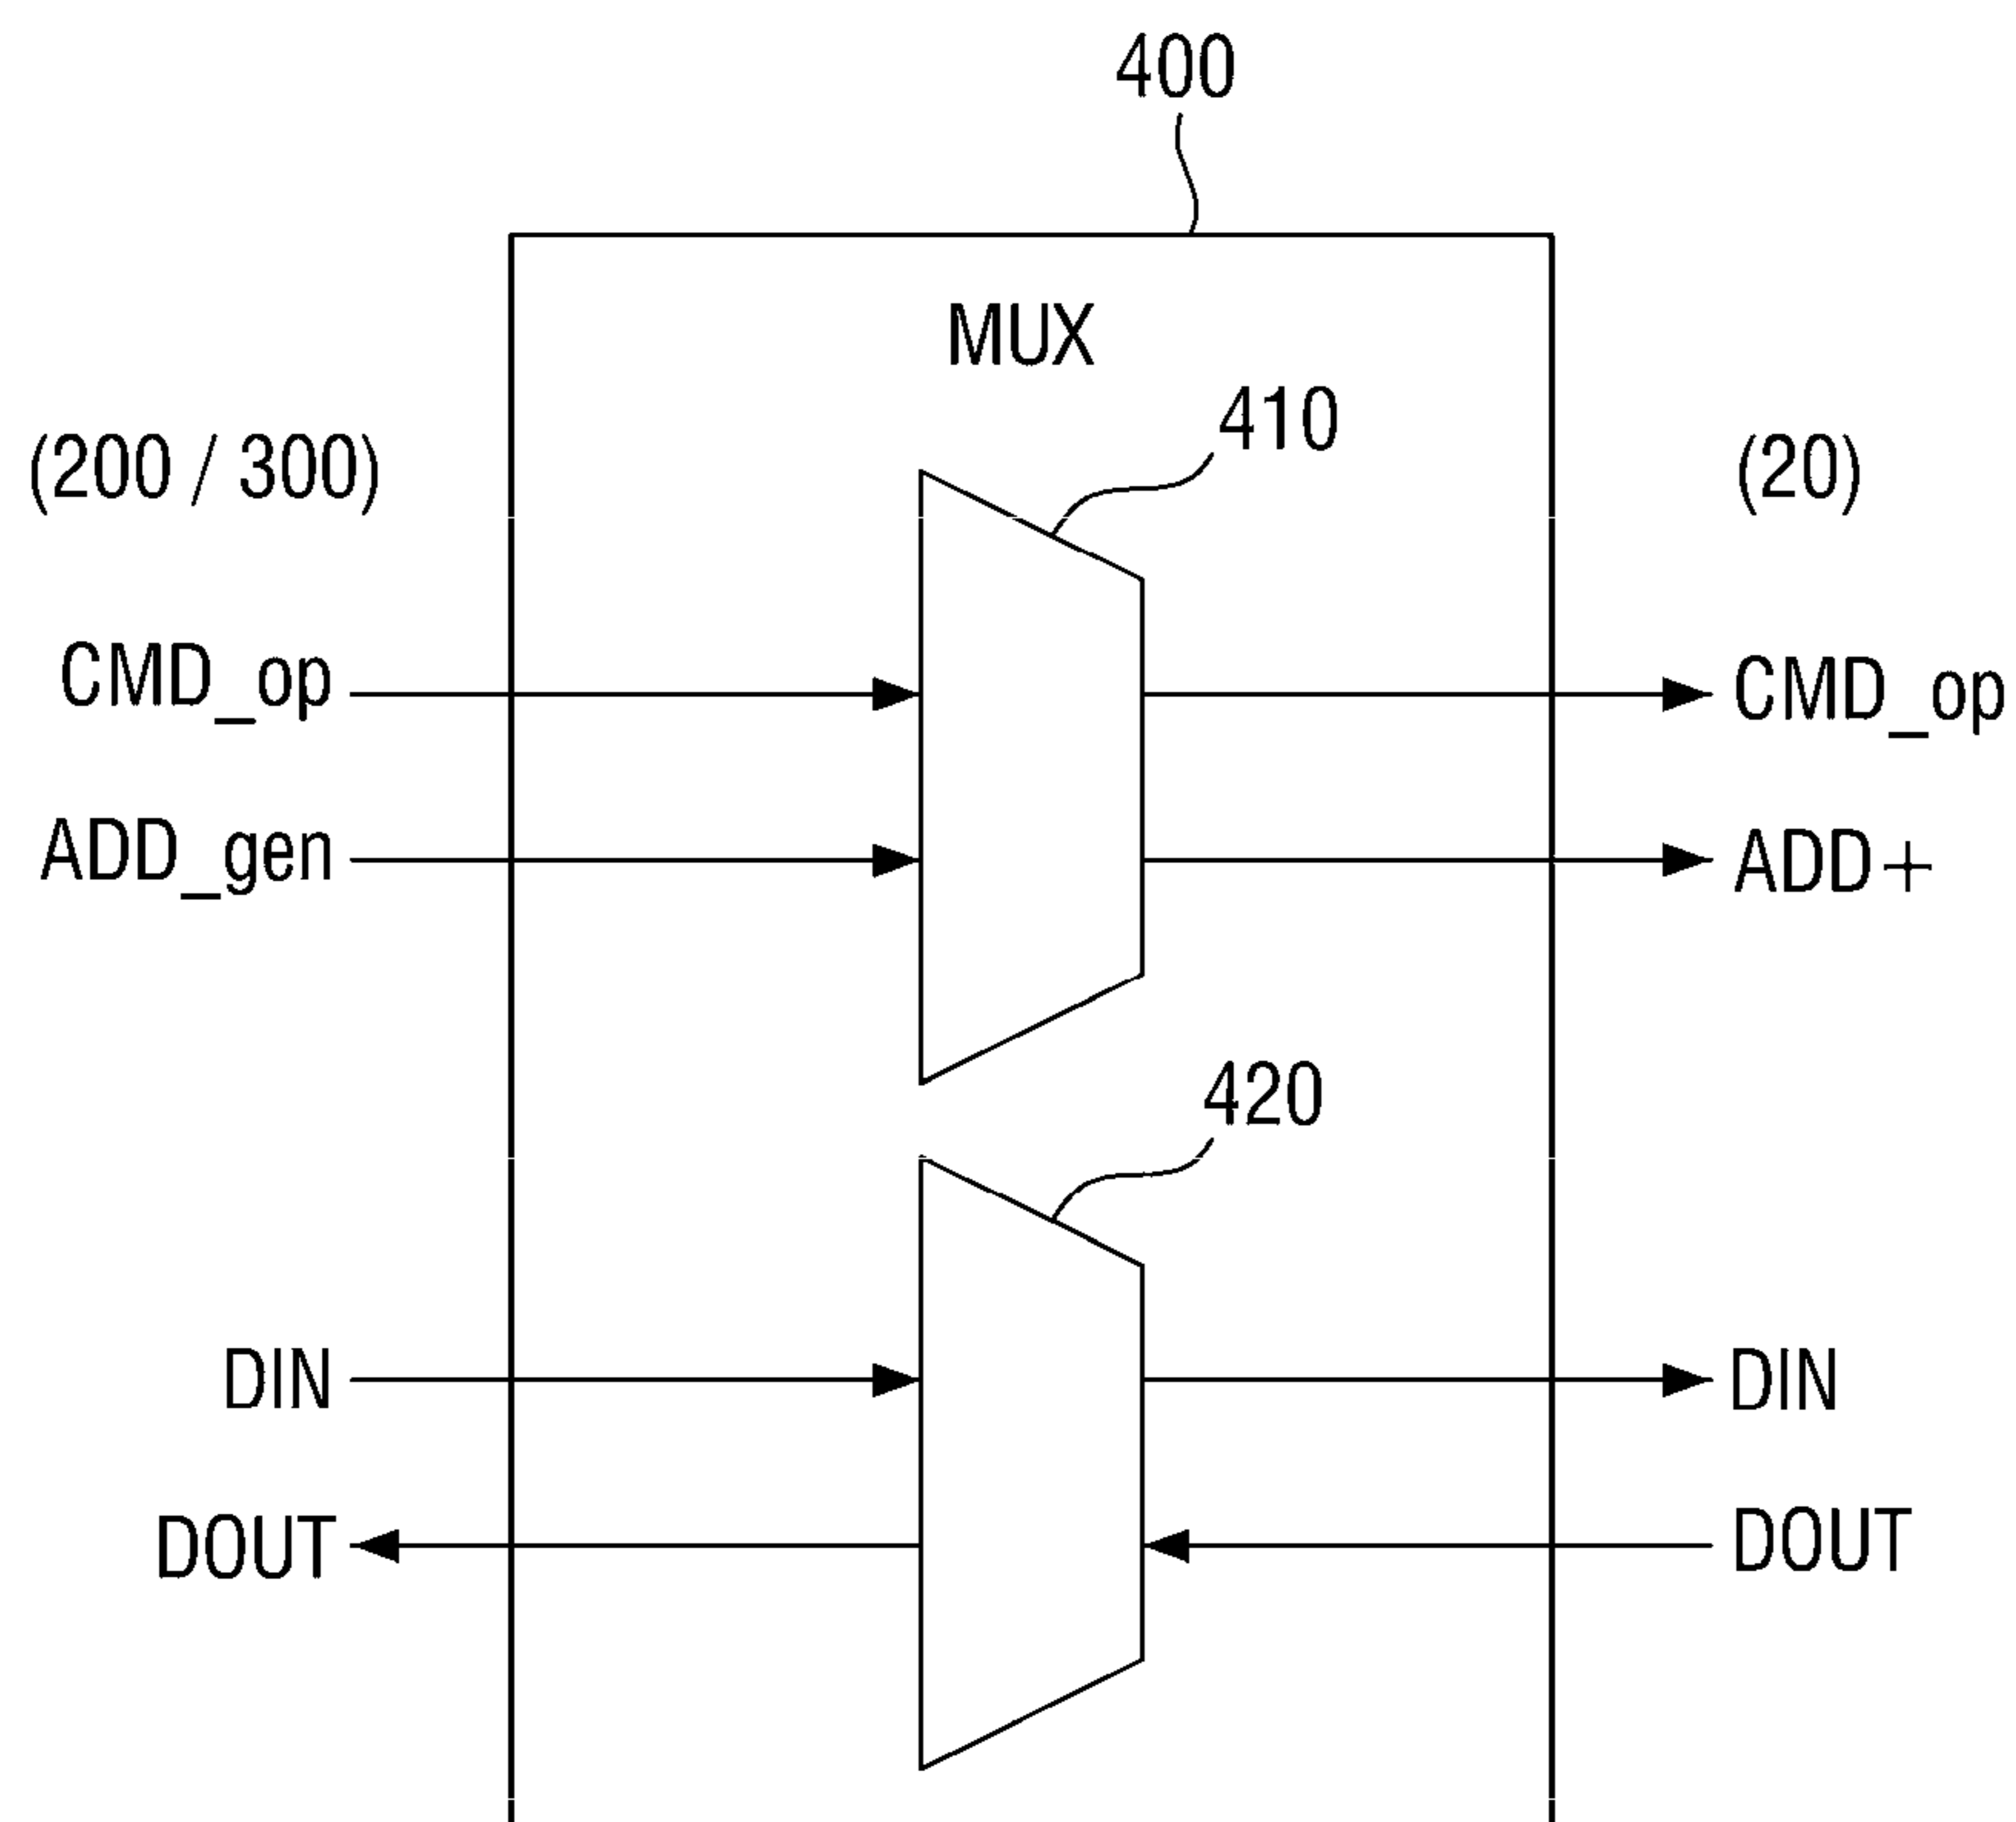 400
MUX
410
(200 / 300)
(20)
CMD_op
CMD_op
ADD_gen
ADD+
420
DIN
DIN
DOUT
DOUT